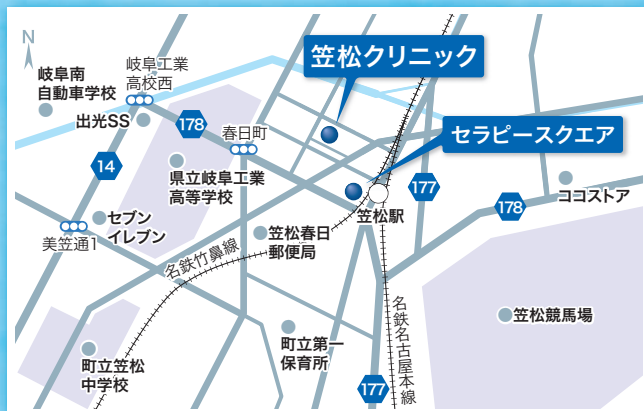 N
岐阜南
自動車学校
岐阜工業
高校西
出光SS
178
春日町
笠松クリニック
セラピースクエア
14
県立岐阜工業
高等学校
177
178
ココストア
セブン
イレブン
美笠通1
笠松春日
郵便局
笠松駅
名鉄竹鼻線
名鉄名古屋本線
笠松競馬場
町立第一
保育所
町立笠松
中学校
177